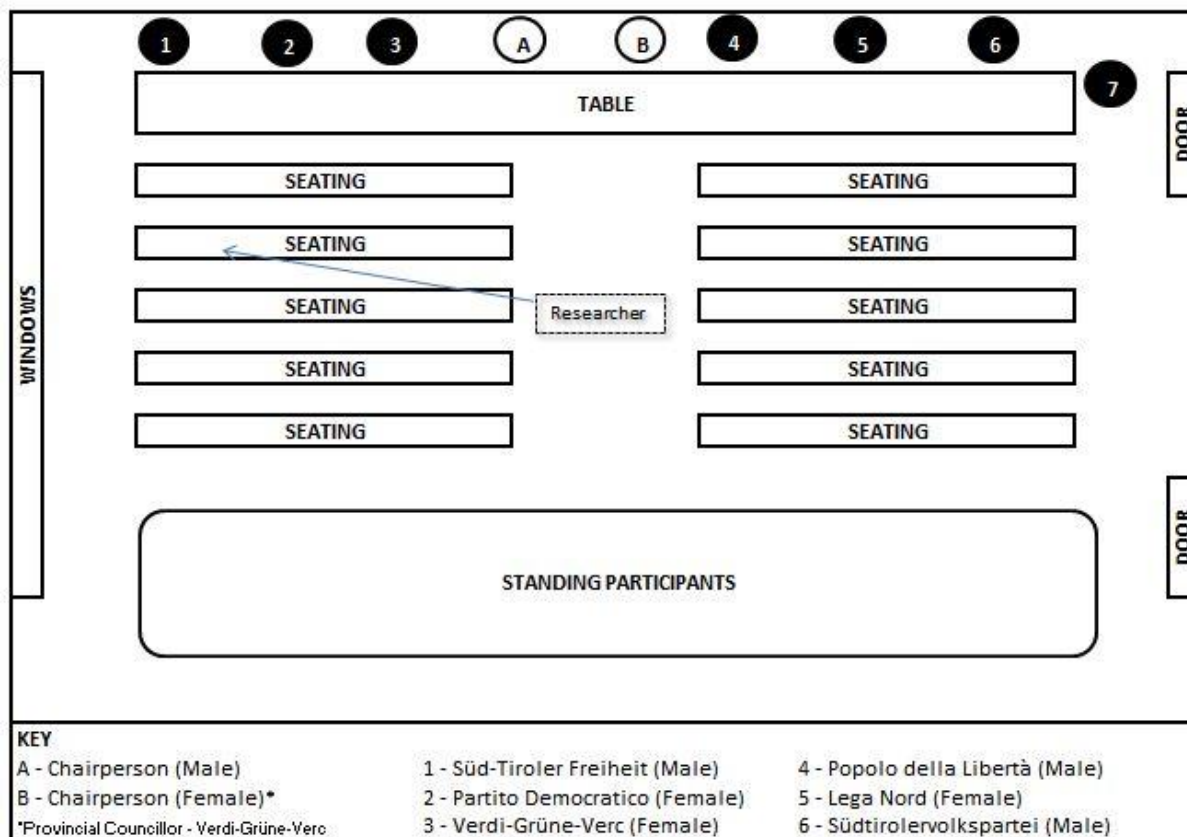 1 2 3 A B 4 5 6
7
TABLE
DOOR
SEATING SEATING
SEATING SEATING
WINDOWS
SEATING SEATING
Researcher
SEATING SEATING
SEATING SEATING
DOOR
STANDING PARTICIPANTS
KEY
A - Chairperson (Male)
B - Chairperson (Female)*
*Provincial Councillor - Verdi-Grüne-Verc
1 - Süd-Tiroler Freiheit (Male)
2 - Partito Democratico (Female)
3 - Verdi-Grüne-Verc (Female)
4 - Popolo della Libertà (Male)
5 - Lega Nord (Female)
6 - Südtirolervolkspartei (Male)